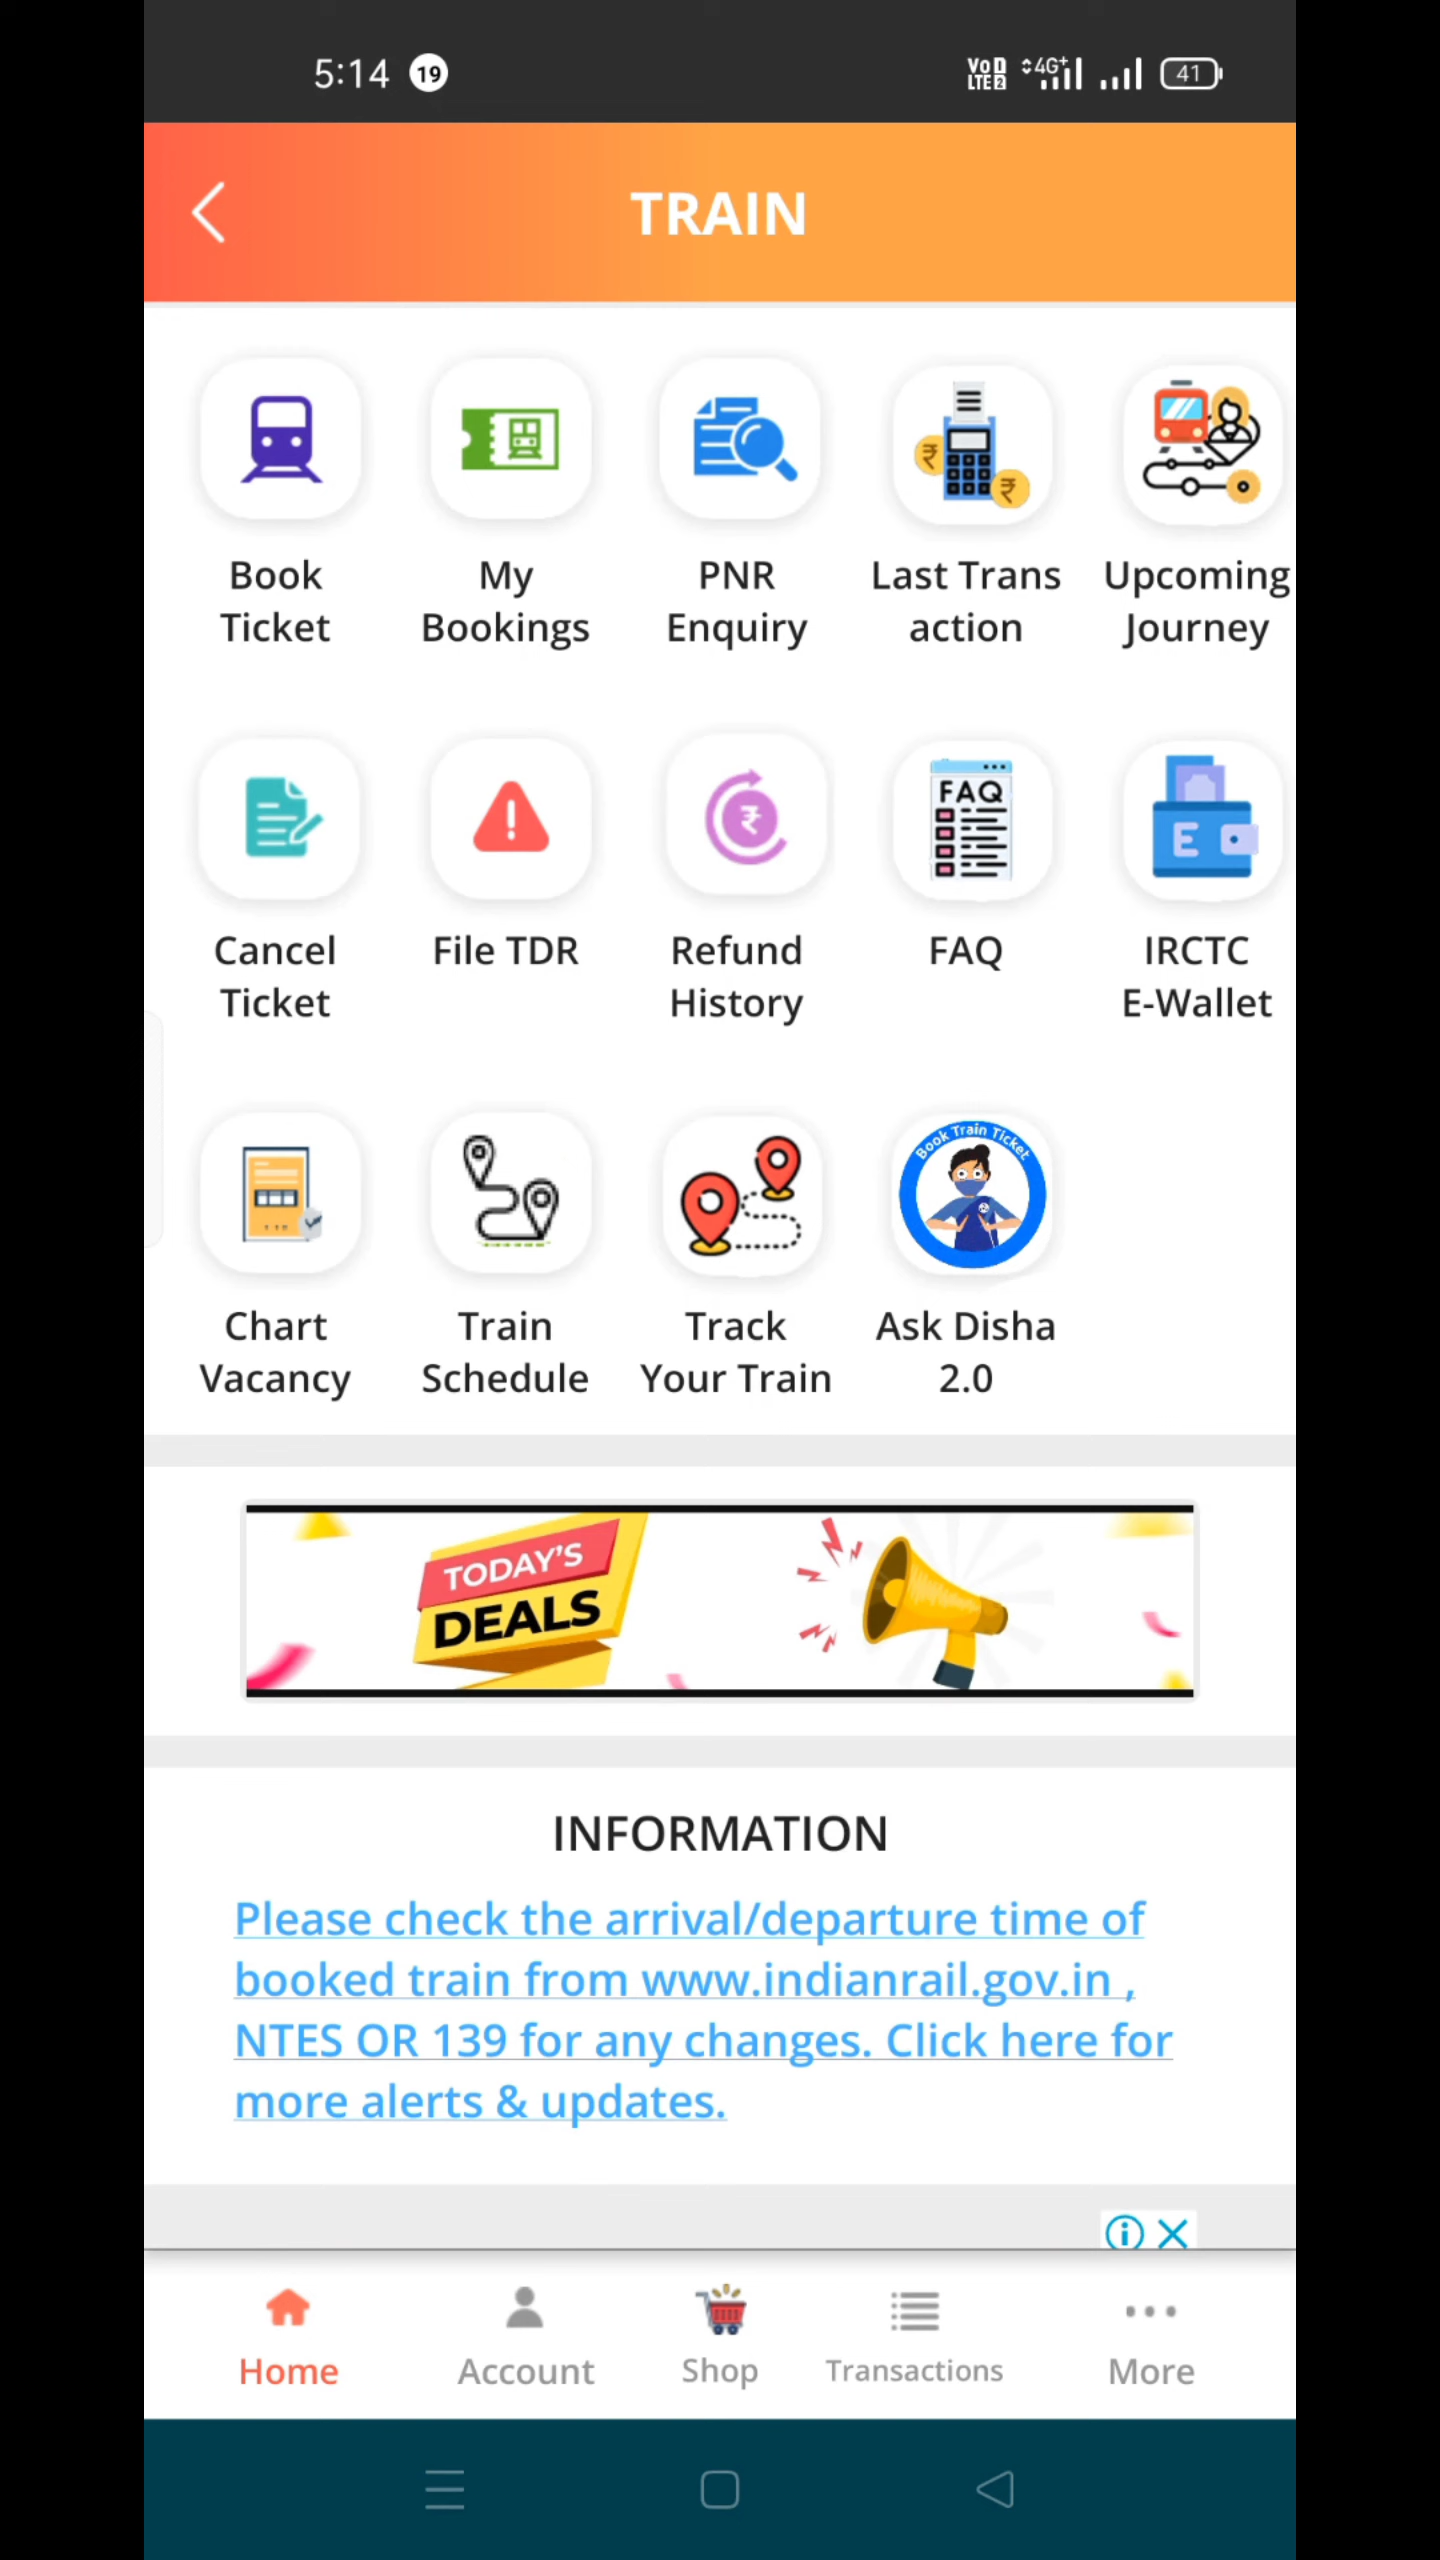 5:14 19 VoD LTE2 4G+ 41
TRAIN
Book Ticket
My Bookings
PNR Enquiry
Last Trans action
Upcoming Journey
FAQ
E
Cancel Ticket
File TDR
Refund History
FAQ
IRCTC E-Wallet
Book Train Ticket
Chart Vacancy
Train Schedule
Track Your Train
Ask Disha 2.0
TODAY'S
DEALS
INFORMATION
Please check the arrival/departure time of
booked train from www.indianrail.gov.in ,
NTES OR 139 for any changes. Click here for
more alerts & updates.
Home Account Shop Transactions More